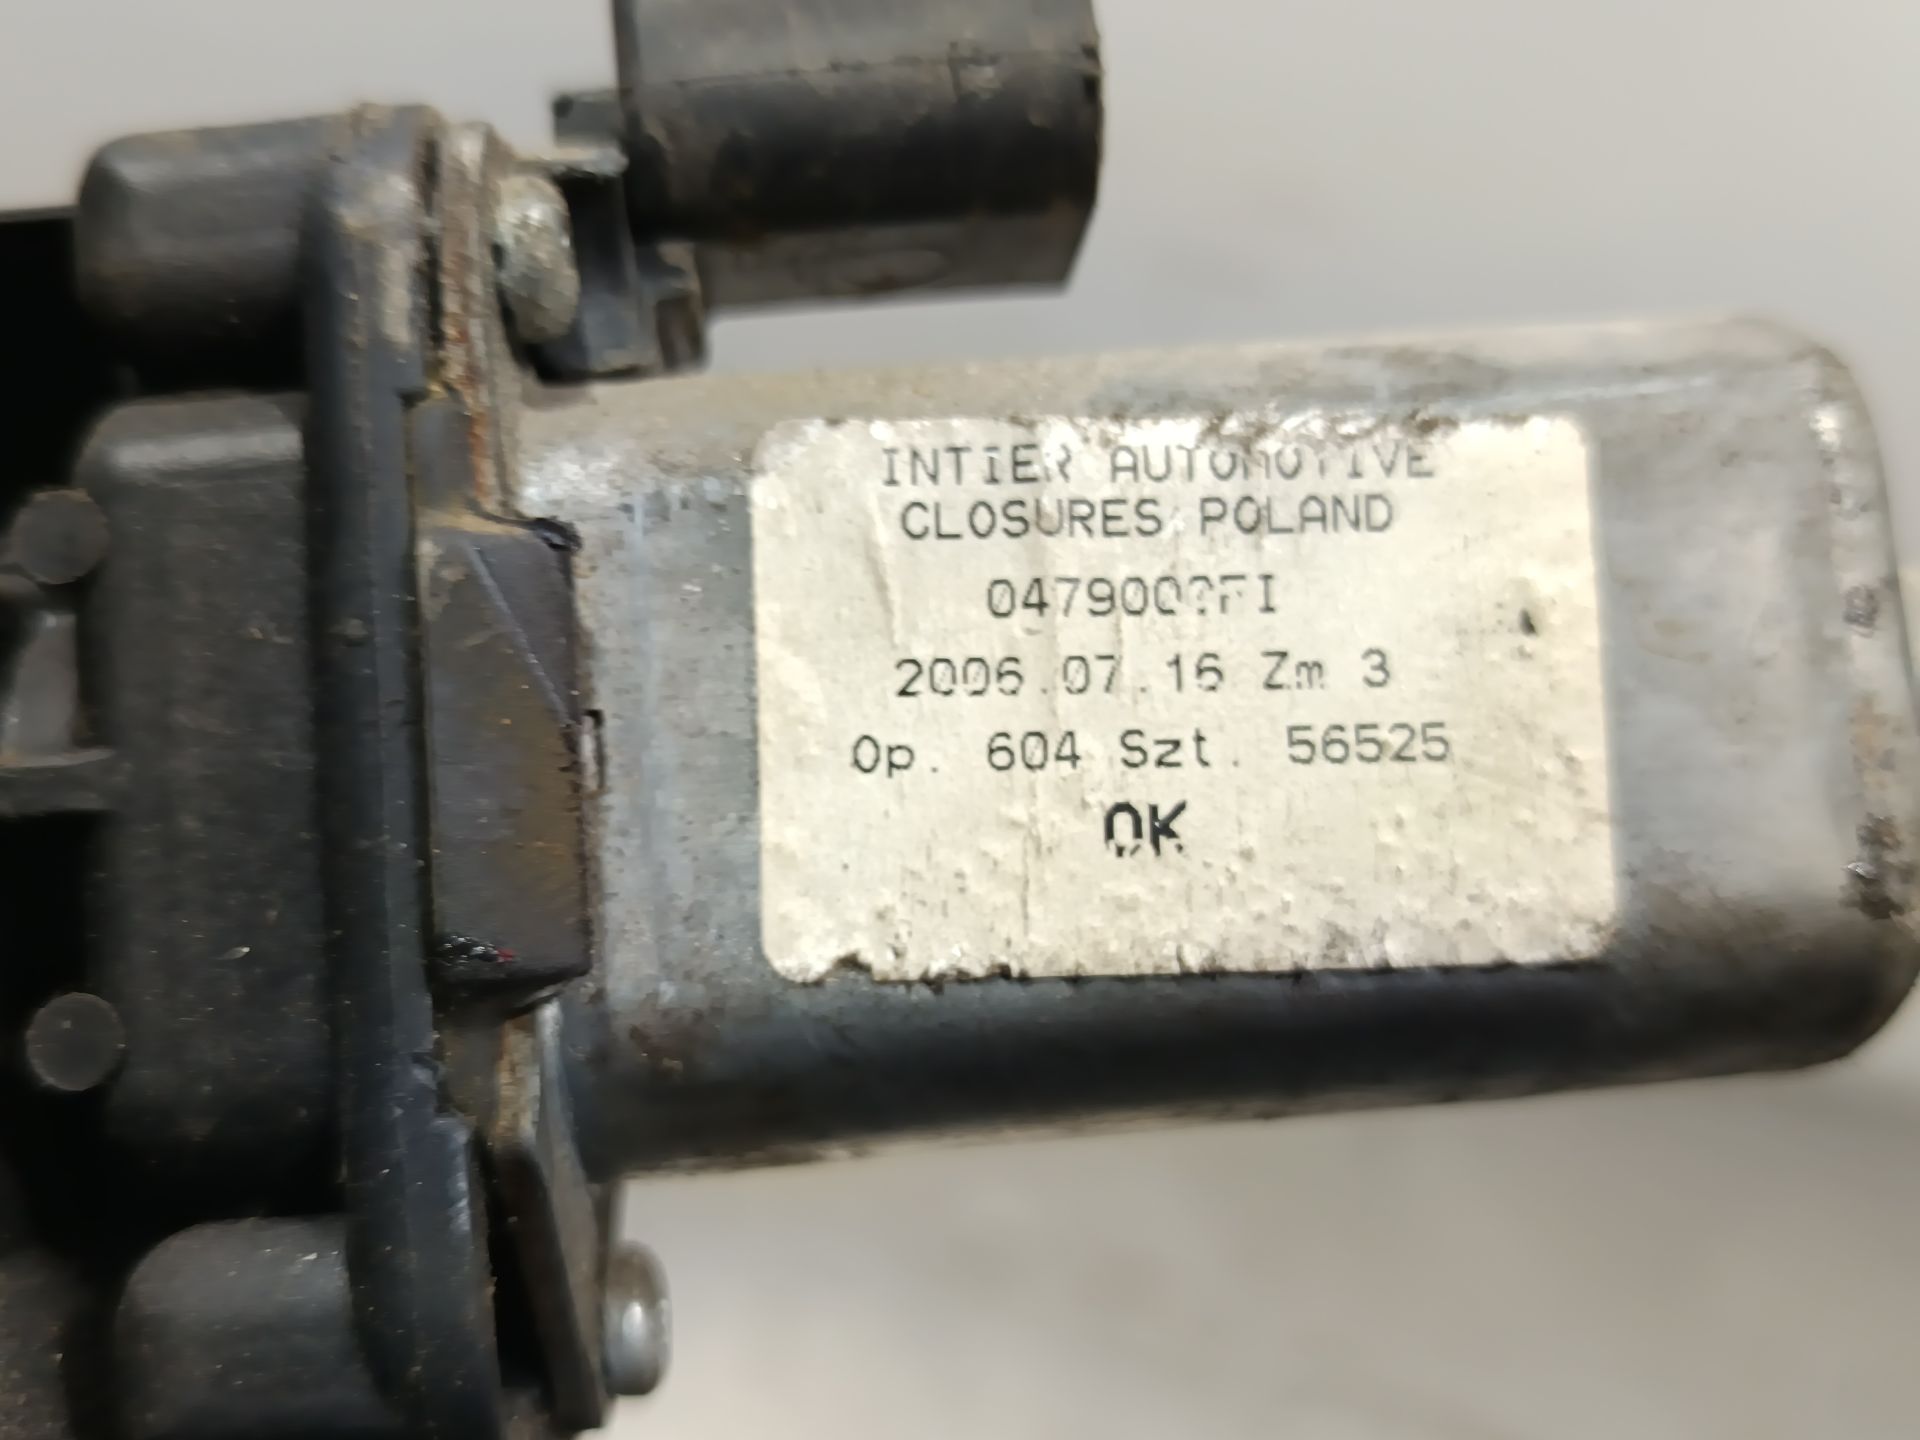 INTIER AUTOMOTIVE
CLOSURES POLAND
2006.07.16 Zm 3
Op. 604 Szt. 56525
OK